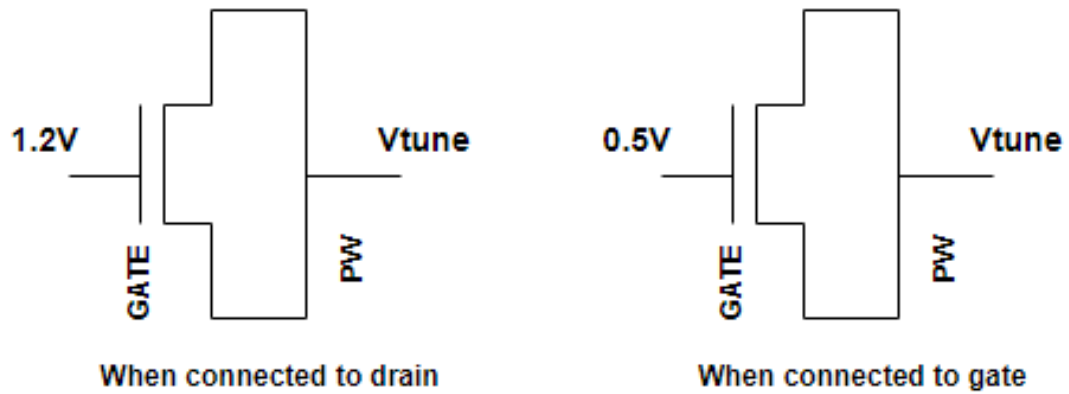 1.2V
Vtune
GATE
PW
When connected to drain
0.5V
Vtune
GATE
PW
When connected to gate